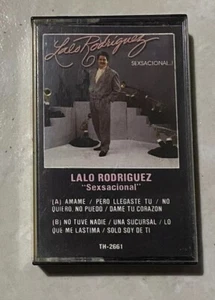 Lalo Rodriguez
SEXSACIONAL!
LALO RODRIGUEZ
"Sexsacional"
(A) AMAME / PERO LLEGASTE TU / NO
QUIERO, NO PUEDO / DAME TU CORAZON
(B) NO TUVE NADIE / UNA SUCURSAL / LO
QUE ME LASTIMA / SOLO SOY DE TI
TH-2661